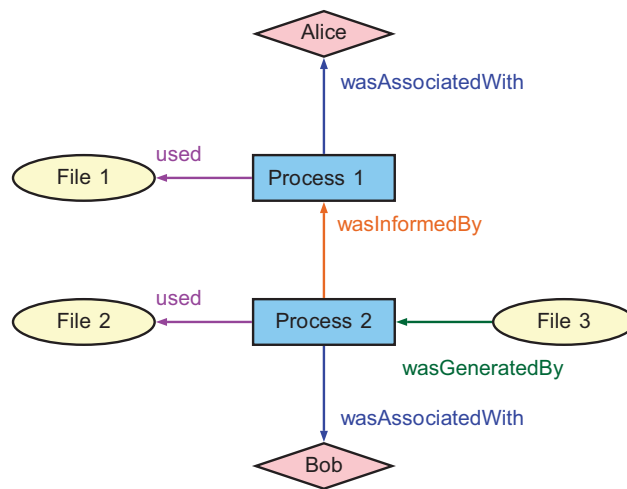 Alice
wasAssociatedWith
used
File 1
Process 1
wasInformedBy
used
File 2
Process 2
File 3
wasGeneratedBy
wasAssociatedWith
Bob